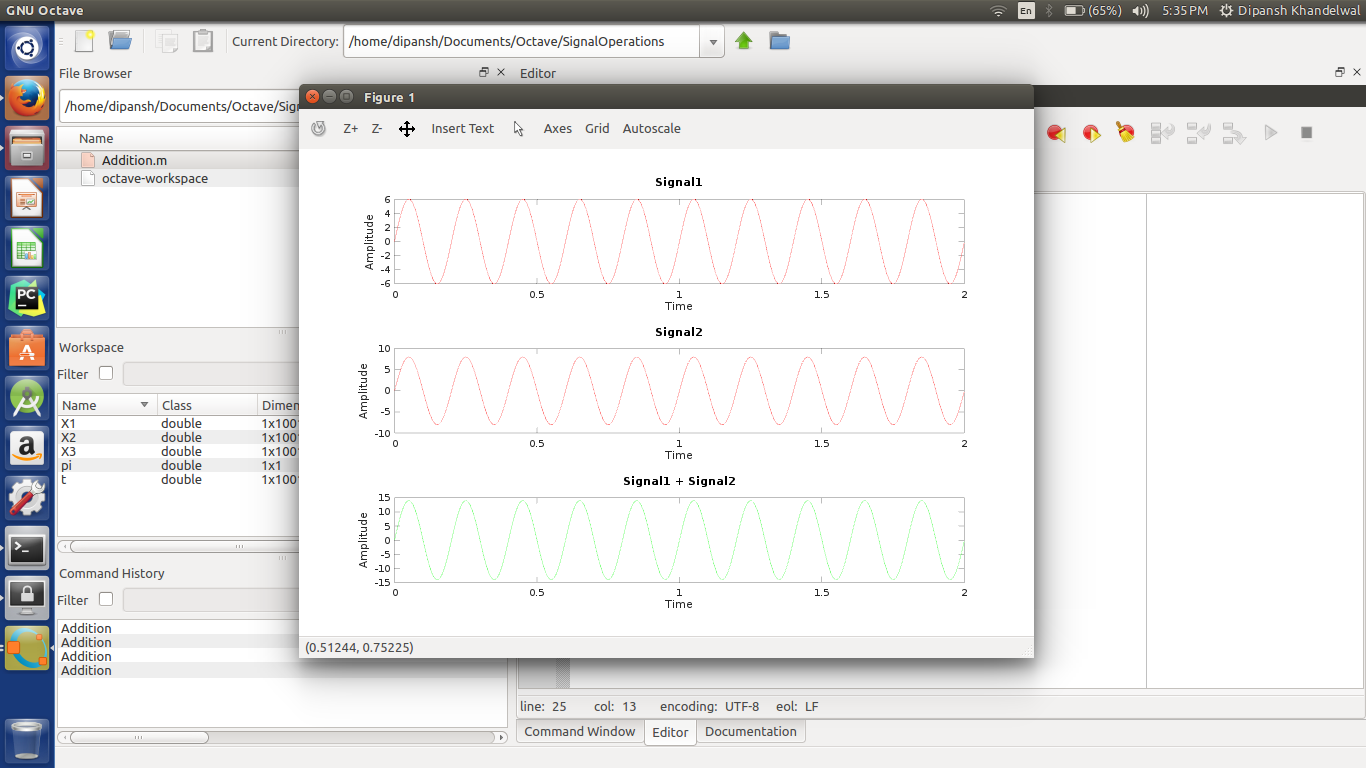 GNU Octave
En
(65%)
5:35 PM
Dipansh Khandelwal
Current Directory:
/home/dipansh/Documents/Octave/SignalOperations
File Browser
Editor
/home/dipansh/Documents/Octave/Sig
Name
Addition.m
octave-workspace
Workspace
Filter
Name Class Dimen
X1 double 1x100
X2 double 1x100
X3 double 1x100
pi double 1x1
t double 1x100
Command History
Filter
Addition
Addition
Addition
Addition
Figure 1
Z+ Z- Insert Text Axes Grid Autoscale
Signal1
Amplitude
6
4
2
0
-2
-4
-6
0 0.5 1 1.5 2
Time
Signal2
Amplitude
10
5
0
-5
-10
0 0.5 1 1.5 2
Time
Signal1 + Signal2
Amplitude
15
10
5
0
-5
-10
-15
0 0.5 1 1.5 2
Time
(0.51244, 0.75225)
line: 25 col: 13 encoding: UTF-8 eol: LF
Command Window Editor Documentation
PC